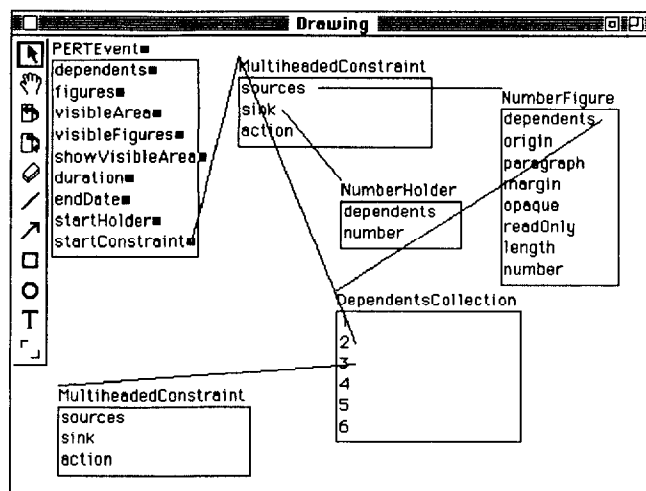 Drawing
PERTEvent
dependents
figures
visibleArea
visibleFigures
showVisibleArea
duration
endDate
startHolder
startConstraint
MultiheadedConstraint
sources
sink
action
NumberFigure
dependents
origin
paragraph
margin
opaque
readOnly
length
number
NumberHolder
dependents
number
DependentsCollection
1
2
3
4
5
6
MultiheadedConstraint
sources
sink
action
T